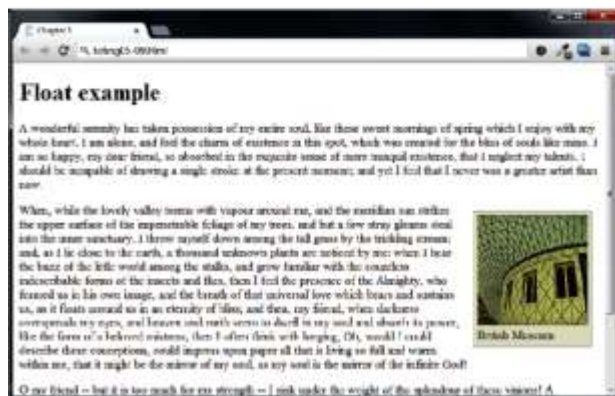 Chapter 5
Float example
A wonderful serenity has taken possession of my entire soul, like these sweet mornings of spring which I enjoy with my
whole heart. I am alone, and feel the charm of existence in this spot, which was created for the bliss of souls like mine. I
am so happy, my dear friend, so absorbed in the exquisite sense of mere tranquil existence, that I neglect my talents. I
should be incapable of drawing a single stroke at the present moment; and yet I feel that I never was a greater artist than
now.
When, while the lovely valley teems with vapour around me, and the meridian sun strikes
the upper surface of the impenetrable foliage of my trees, and but a few stray gleams steal
into the inner sanctuary, I throw myself down among the tall grass by the trickling stream;
and, as I lie close to the earth, a thousand unknown plants are noticed by me: when I hear
the buzz of the little world among the stalks, and grow familiar with the countless
indescribable forms of the insects and flies, then I feel the presence of the Almighty, who
formed us in his own image, and the breath of that universal love which bears and sustains
us, as it floats around us in an eternity of bliss; and then, my friend, when darkness
overspreads my eyes, and heaven and earth seem to dwell in my soul and absorb its power,
like the form of a beloved mistress, then I often think with longing, Oh, would I could
describe these conceptions, could impress upon paper all that is living so full and warm
within me, that it might be the mirror of my soul, as my soul is the mirror of the infinite God!
British Museum
O my friend -- but it is too much for my strength -- I sink under the weight of the splendour of these visions! A